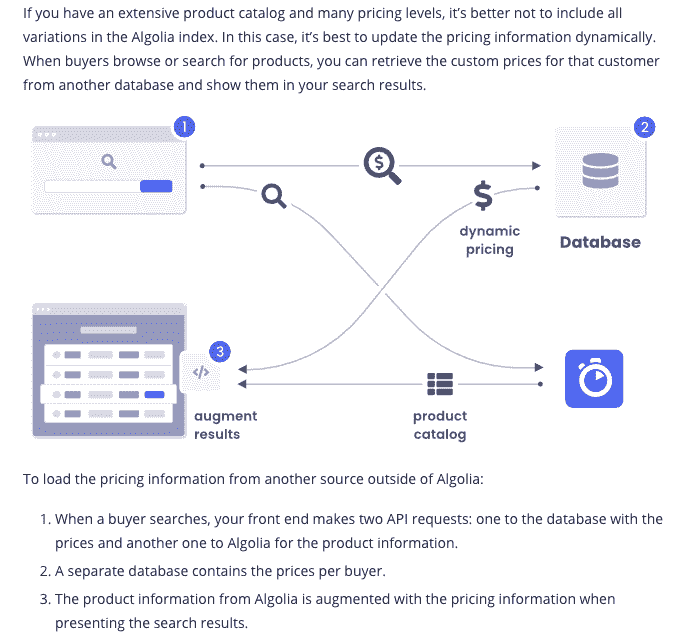 If you have an extensive product catalog and many pricing levels, it’s better not to include all
variations in the Algolia index. In this case, it’s best to update the pricing information dynamically.
When buyers browse or search for products, you can retrieve the custom prices for that customer
from another database and show them in your search results.
1
2
$
$
dynamic
pricing
Database
3
</>
augment
results
product
catalog
To load the pricing information from another source outside of Algolia:
1. When a buyer searches, your front end makes two API requests: one to the database with the
prices and another one to Algolia for the product information.
2. A separate database contains the prices per buyer.
3. The product information from Algolia is augmented with the pricing information when
presenting the search results.